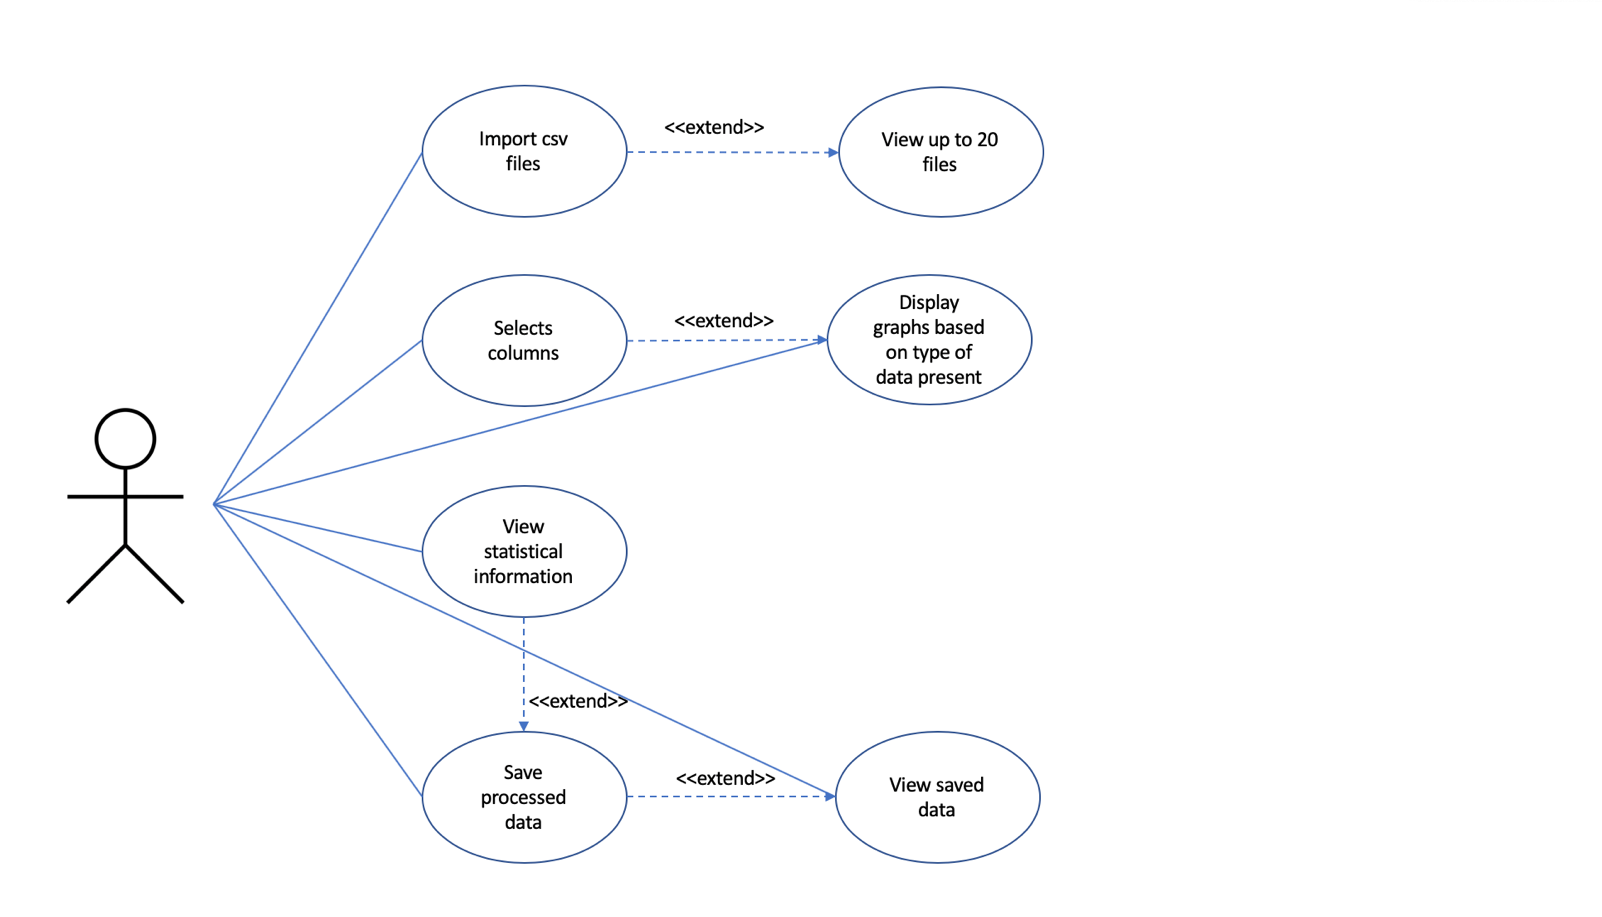 Import csv
files
<<extend>>
View up to 20
files
Selects
columns
<<extend>>
Display
graphs based
on type of
data present
View
statistical
information
<<extend>>
Save
processed
data
<<extend>>
View saved
data